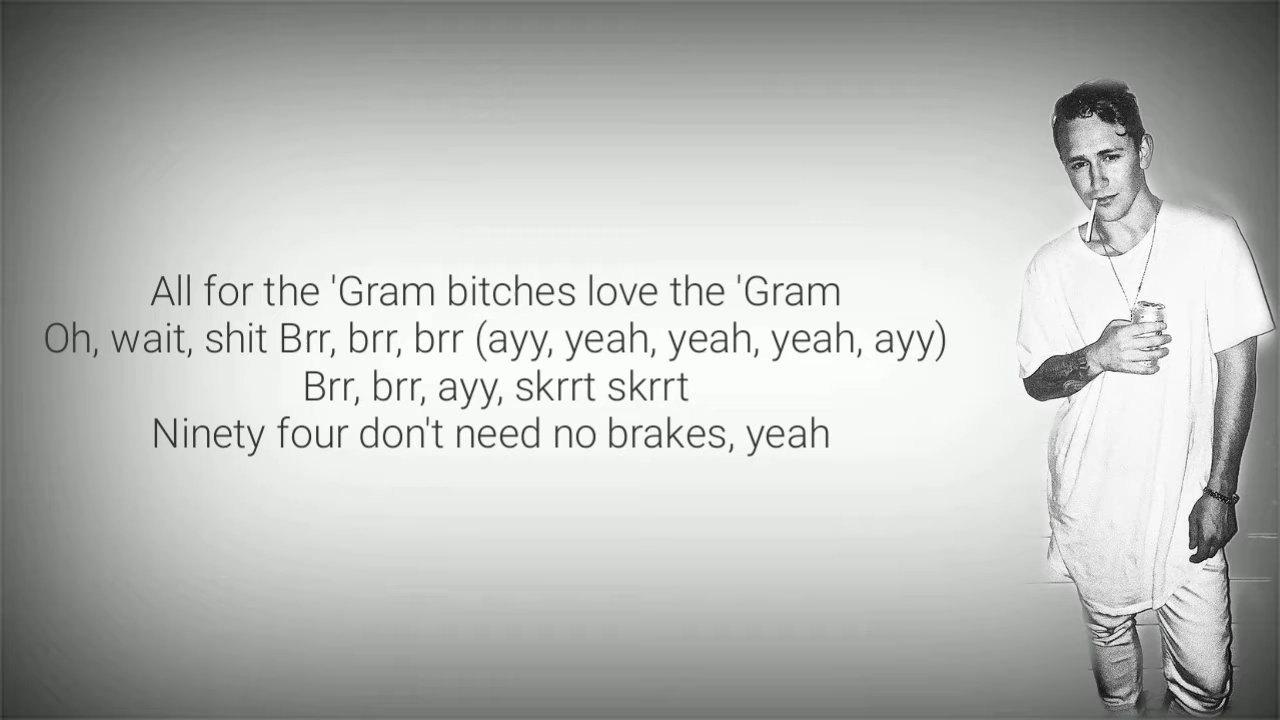 All for the 'Gram bitches love the 'Gram
Oh, wait, shit Brr, brr, brr (ayy, yeah, yeah, yeah, ayy)
Brr, brr, ayy, skrrt skrrt
Ninety four don't need no brakes, yeah